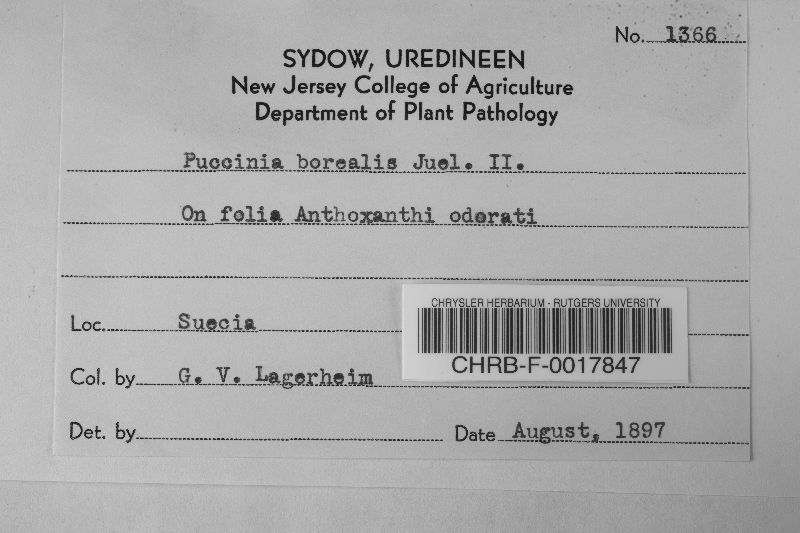 No. 1366
SYDOW, UREDINEEN
New Jersey College of Agriculture
Department of Plant Pathology
Puccinia borealis Juel. II.
On folia Anthoxanthi odorati
Loc. Suecia
CHRYSLER HERBARIUM - RUTGERS UNIVERSITY
CHRB-F-0017847
Col. by G. V. Lagerheim
Det. by
Date August, 1897